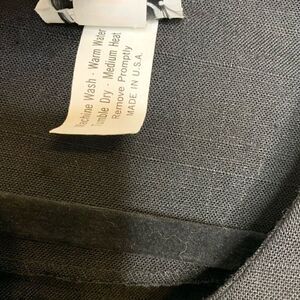 Machine Wash - Warm Water
Tumble Dry - Medium Heat
Remove Promptly
MADE IN U.S.A.